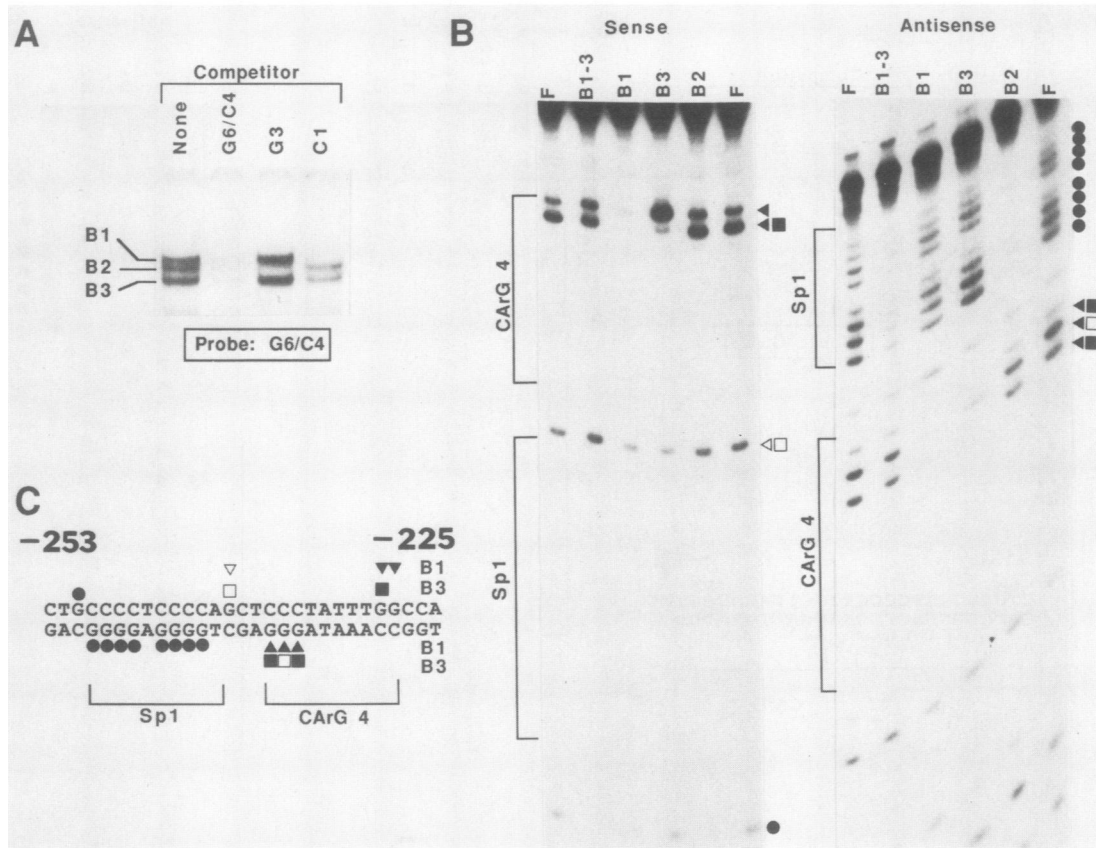 A
Competitor
None
G6/C4
G3
C1
B1
B2
B3
Probe: G6/C4
B
Sense
F
B1-3
B1
B3
B2
F
CArG 4
Sp1
Antisense
F
B1-3
B1
B3
B2
F
Sp1
CArG 4
C
-253
-225
B1
B3
CTGCCCCTCCCCAGCTCCCTATTTGGCCA
GACGGGGAGGGGTCGAGGGATAAACCGGT
B1
B3
Sp1
CArG 4